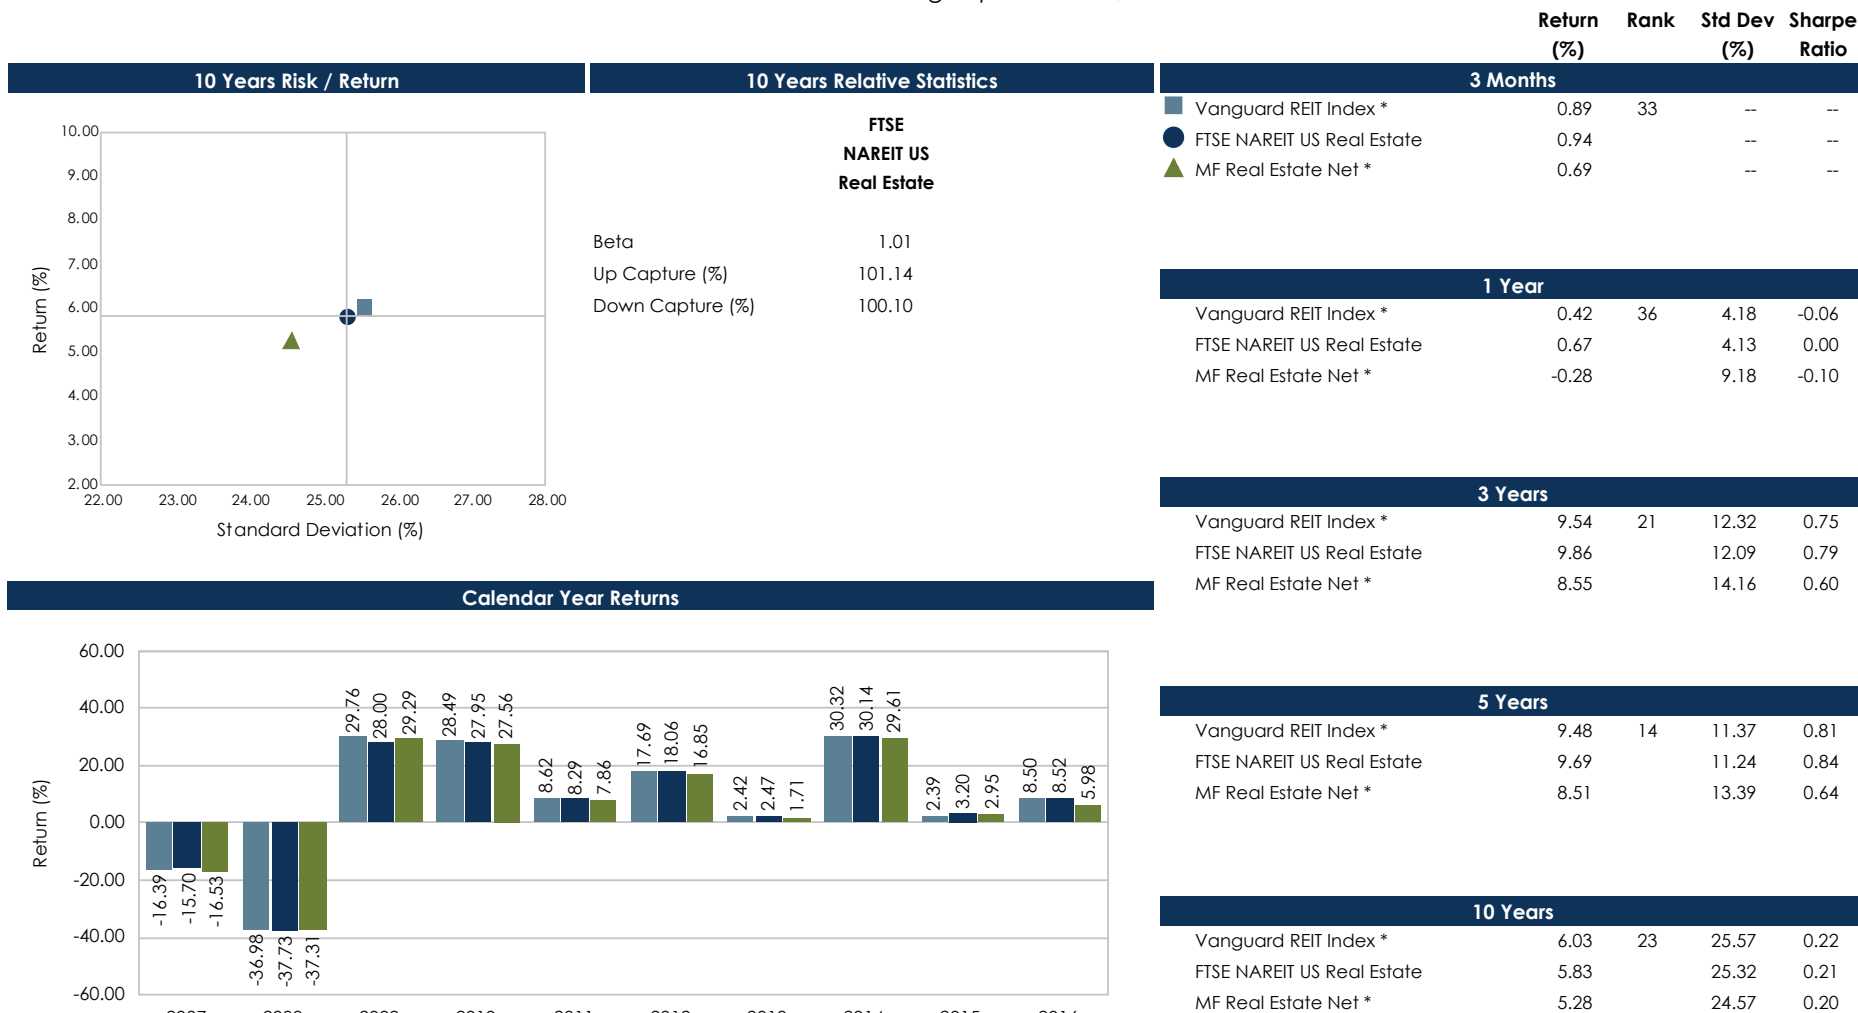 Return Rank Std Dev Sharpe
(%) (%) Ratio
10 Years Risk / Return
10.00
9.00
8.00
7.00
6.00
5.00
4.00
3.00
2.00
Return (%)
22.00 23.00 24.00 25.00 26.00 27.00 28.00
Standard Deviation (%)
10 Years Relative Statistics
FTSE
NAREIT US
Real Estate
Beta 1.01
Up Capture (%) 101.14
Down Capture (%) 100.10
3 Months
Vanguard REIT Index * 0.89 33 -- --
FTSE NAREIT US Real Estate 0.94 -- --
MF Real Estate Net * 0.69 -- --
1 Year
Vanguard REIT Index * 0.42 36 4.18 -0.06
FTSE NAREIT US Real Estate 0.67 4.13 0.00
MF Real Estate Net * -0.28 9.18 -0.10
3 Years
Vanguard REIT Index * 9.54 21 12.32 0.75
FTSE NAREIT US Real Estate 9.86 12.09 0.79
MF Real Estate Net * 8.55 14.16 0.60
5 Years
Vanguard REIT Index * 9.48 14 11.37 0.81
FTSE NAREIT US Real Estate 9.69 11.24 0.84
MF Real Estate Net * 8.51 13.39 0.64
10 Years
Vanguard REIT Index * 6.03 23 25.57 0.22
FTSE NAREIT US Real Estate 5.83 25.32 0.21
MF Real Estate Net * 5.28 24.57 0.20
Calendar Year Returns
60.00
40.00
20.00
0.00
-20.00
-40.00
-60.00
Return (%)
-16.39 -15.70 -16.53
-36.98 -37.73 -37.31
29.76 28.00 29.29
28.49 27.95 27.56
8.62 8.29 7.86
17.69 18.06 16.85
2.42 2.47 1.71
30.32 30.14 29.61
2.39 3.20 2.95
8.50 8.52 5.98